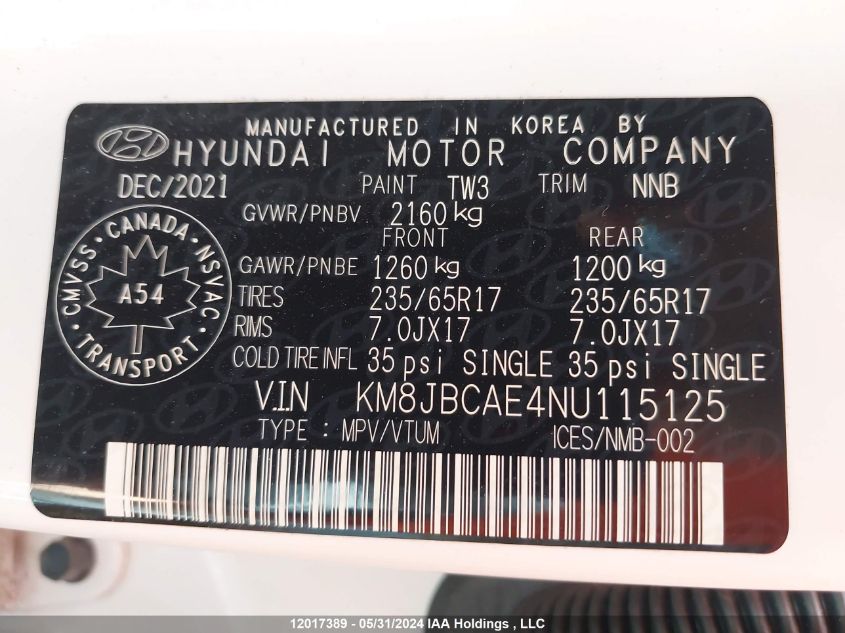 MANUFACTURED IN KOREA BY
HYUNDAI MOTOR COMPANY
DEC/2021 PAINT TW3 TRIM NNB
GVWR/PNBV 2160 kg
FRONT REAR
GAWR/PNBE 1260 kg 1200 kg
TIRES 235/65R17 235/65R17
RIMS 7.0JX17 7.0JX17
COLD TIRE INFL 35 psi SINGLE 35 psi SINGLE
V.I.N KM8JBCAE4NU115125
TYPE : MPV/VTUM ICES/NMB-002
CMVSS • CANADA • NSVAC • TRANSPORT •
A54
12017389 - 05/31/2024 IAA Holdings , LLC